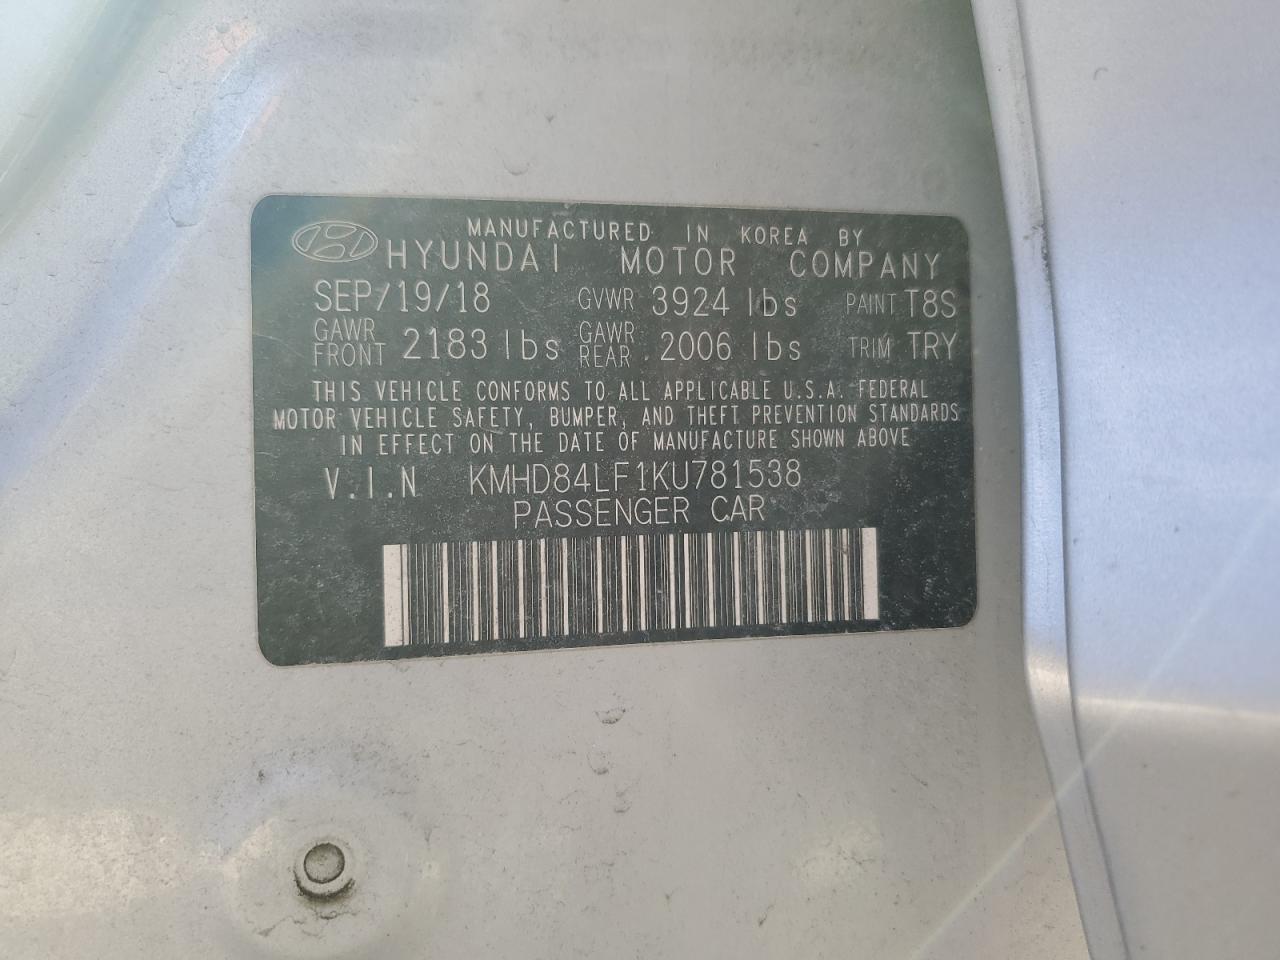 MANUFACTURED IN KOREA BY
HYUNDAI MOTOR COMPANY
SEP/19/18 GVWR 3924 lbs PAINT T8S
GAWR FRONT 2183 lbs GAWR REAR 2006 lbs TRIM TRY
THIS VEHICLE CONFORMS TO ALL APPLICABLE U.S.A. FEDERAL
MOTOR VEHICLE SAFETY, BUMPER, AND THEFT PREVENTION STANDARDS
IN EFFECT ON THE DATE OF MANUFACTURE SHOWN ABOVE
V.I.N KMHD84LF1KU781538
PASSENGER CAR